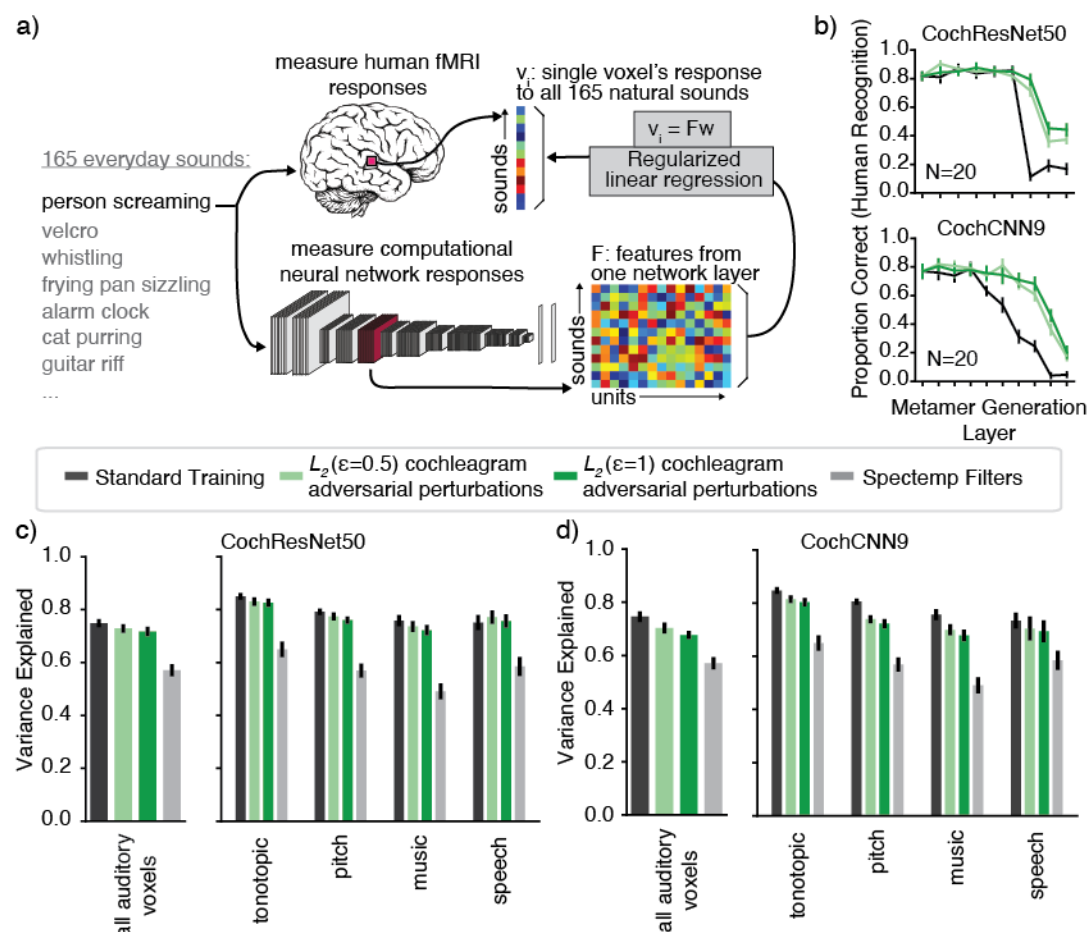 a)
measure human fMRI
responses
v_i: single voxel's response
to all 165 natural sounds
sounds
v_i = Fw
Regularized
linear regression
165 everyday sounds:
person screaming
velcro
whistling
frying pan sizzling
alarm clock
cat purring
guitar riff
...
measure computational
neural network responses
F: features from
one network layer
sounds
units
b)
CochResNet50
Proportion Correct (Human Recognition)
1.0
0.8
0.6
0.4
0.2
0.0
N=20
CochCNN9
1.0
0.8
0.6
0.4
0.2
0.0
N=20
Metamer Generation
Layer
Standard Training
L₂(ε=0.5) cochleagram
adversarial perturbations
L₂(ε=1) cochleagram
adversarial perturbations
Spectemp Filters
c)
CochResNet50
Variance Explained
1.0
0.8
0.6
0.4
0.2
0.0
all auditory
voxels
tonotopic
pitch
music
speech
d)
CochCNN9
Variance Explained
1.0
0.8
0.6
0.4
0.2
0.0
all auditory
voxels
tonotopic
pitch
music
speech